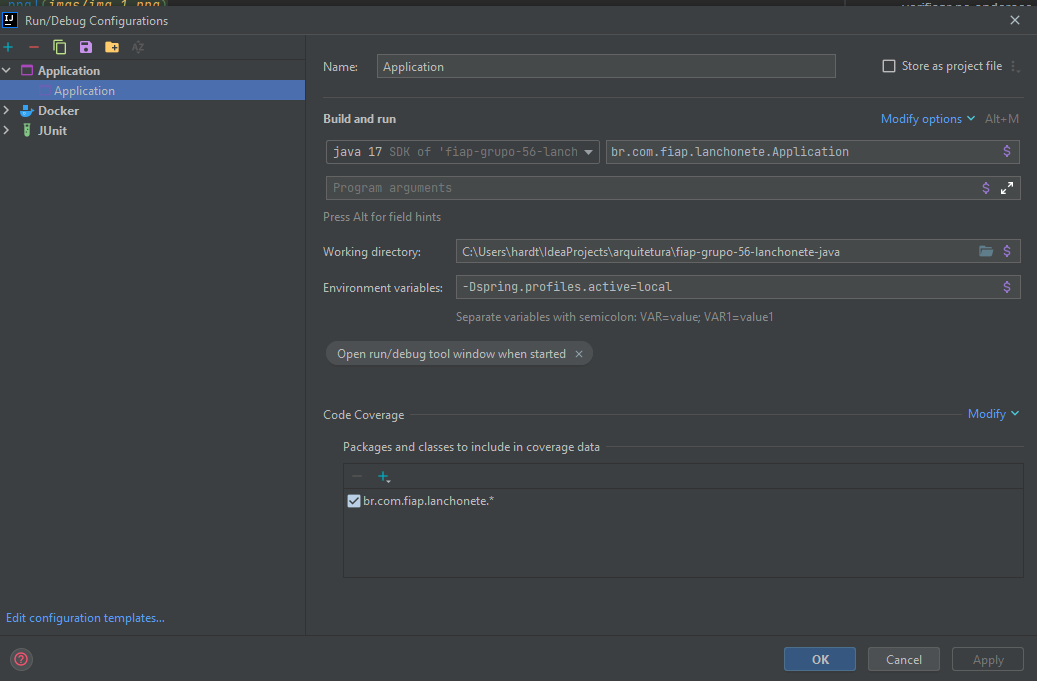 Run/Debug Configurations
Application
Application
Docker
JUnit
Edit configuration templates...
Name: Application
Store as project file
Build and run
Modify options Alt+M
java 17 SDK of 'fiap-grupo-56-lanch
br.com.fiap.lanchonete.Application
Program arguments
Press Alt for field hints
Working directory: C:\Users\hardt\IdeaProjects\arquitetura\fiap-grupo-56-lanchonete-java
Environment variables: -Dspring.profiles.active=local
Separate variables with semicolon: VAR=value; VAR1=value1
Open run/debug tool window when started
Code Coverage
Modify
Packages and classes to include in coverage data
br.com.fiap.lanchonete.*
OK
Cancel
Apply